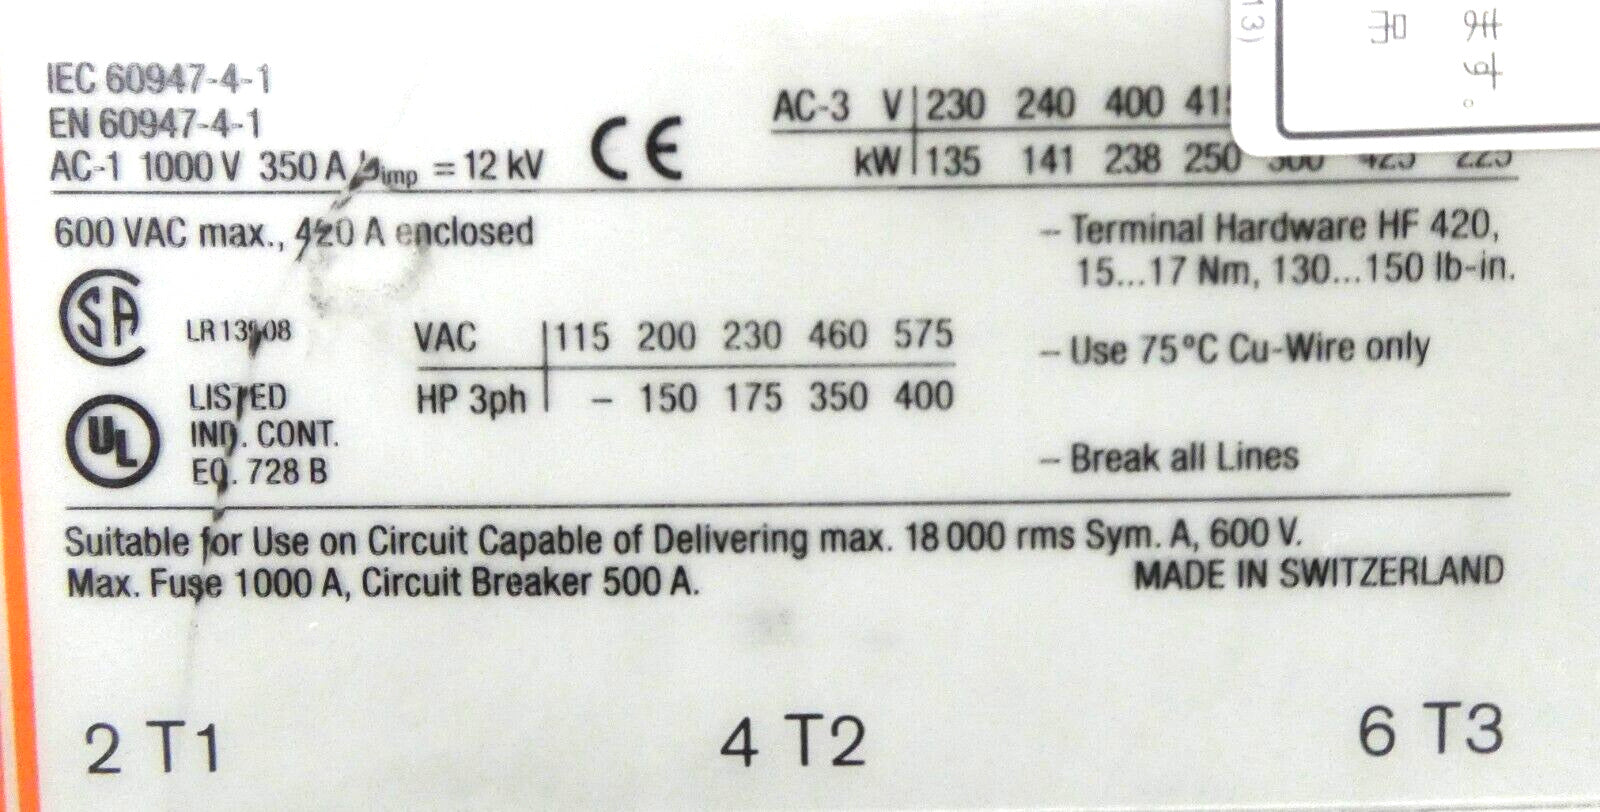 IEC 60947-4-1
EN 60947-4-1
AC-1 1000 V 350 A imp = 12 kV
CE
AC-3 V 230 240 400
kW 135 141 238 250
600 VAC max., 420 A enclosed
SA
LR13908
UL
LISTED
IND. CONT.
EQ. 728 B
VAC 115 200 230 460 575
HP 3ph – 150 175 350 400
– Terminal Hardware HF 420,
15...17 Nm, 130...150 lb-in.
– Use 75°C Cu-Wire only
– Break all Lines
Suitable for Use on Circuit Capable of Delivering max. 18 000 rms Sym. A, 600 V.
Max. Fuse 1000 A, Circuit Breaker 500 A.
MADE IN SWITZERLAND
2 T1 4 T2 6 T3
13)